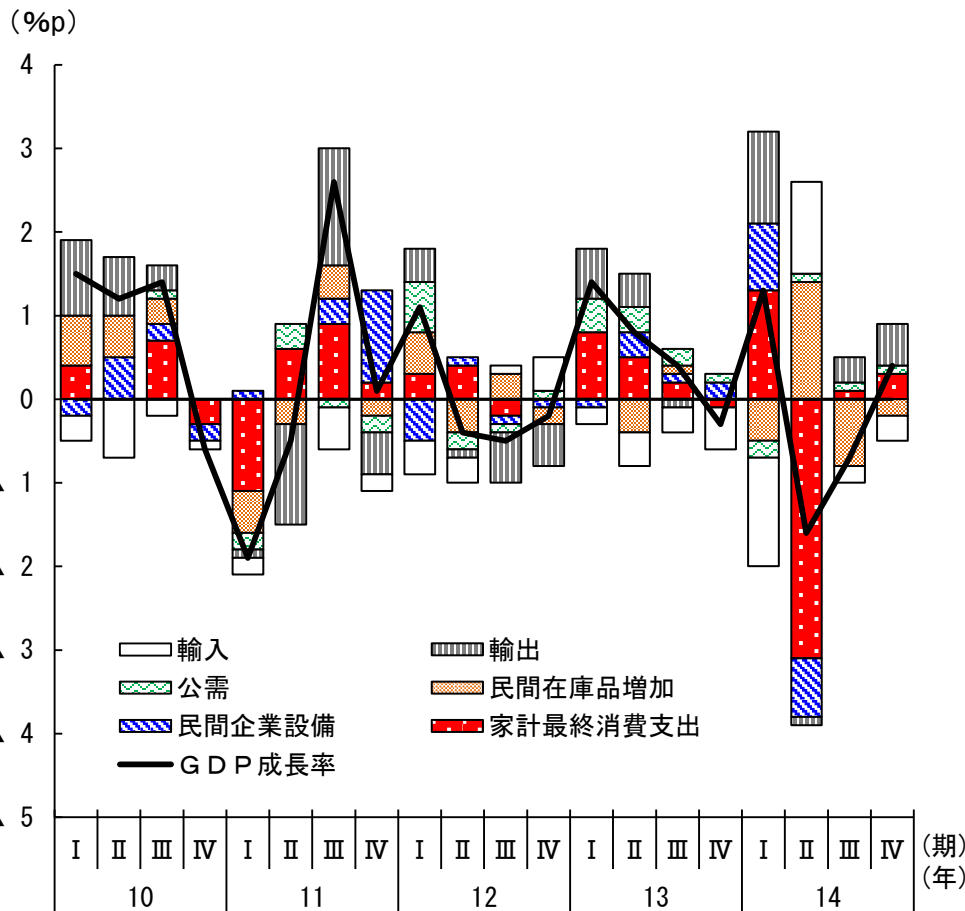 (%p)
4
3
2
1
0
▲ 1
▲ 2
▲ 3
▲ 4
▲ 5
輸入 輸出
公需 民間在庫品増加
民間企業設備 家計最終消費支出
ＧＤＰ成長率
Ⅰ Ⅱ Ⅲ Ⅳ Ⅰ Ⅱ Ⅲ Ⅳ Ⅰ Ⅱ Ⅲ Ⅳ Ⅰ Ⅱ Ⅲ Ⅳ Ⅰ Ⅱ Ⅲ Ⅳ (期)
10 11 12 13 14 (年)